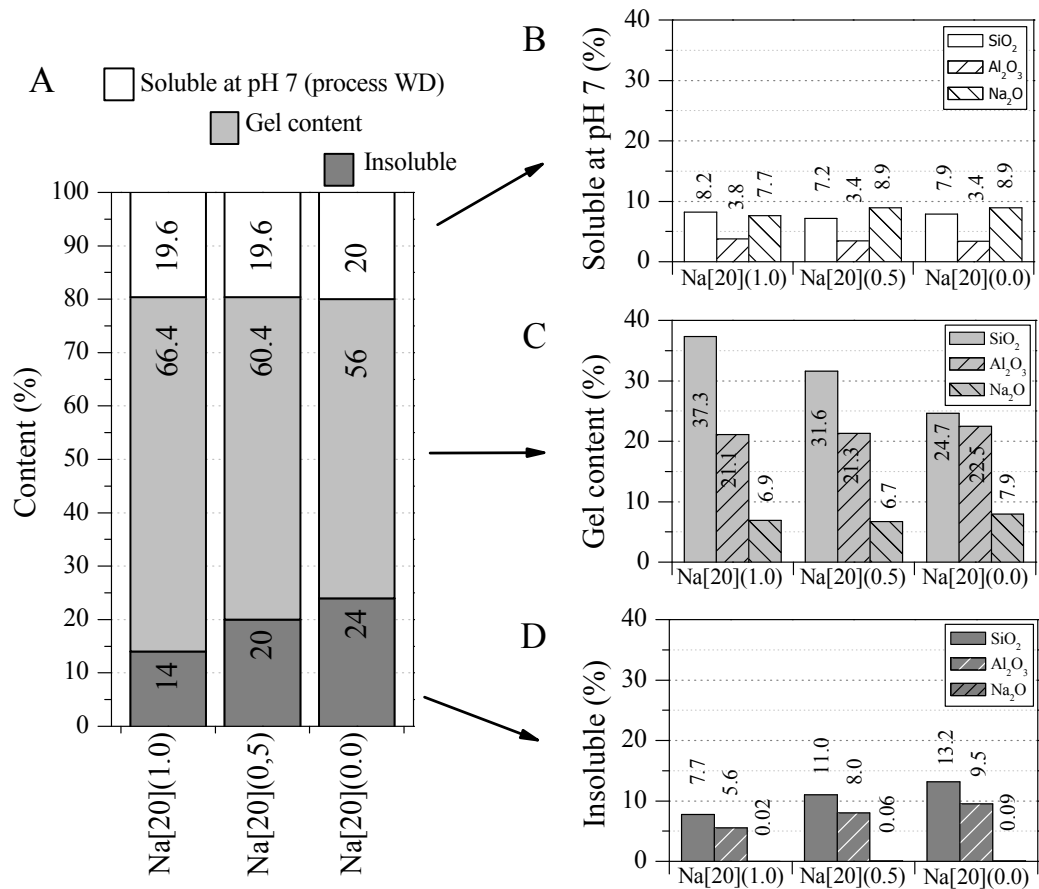 A
Soluble at pH 7 (process WD)
Gel content
Insoluble
Content (%)
100
90
80
70
60
50
40
30
20
10
0
19.6
19.6
20
66.4
60.4
56
14
20
24
Na[20](1.0)
Na[20](0,5)
Na[20](0.0)
B
Soluble at pH 7 (%)
40
30
20
10
0
SiO₂
Al₂O₃
Na₂O
8.2
3.8
7.7
7.2
3.4
8.9
7.9
3.4
8.9
Na[20](1.0)
Na[20](0.5)
Na[20](0.0)
C
Gel content (%)
40
30
20
10
0
SiO₂
Al₂O₃
Na₂O
37.3
21.1
6.9
31.6
21.3
6.7
24.7
22.5
7.9
Na[20](1.0)
Na[20](0.5)
Na[20](0.0)
D
Insoluble (%)
40
30
20
10
0
SiO₂
Al₂O₃
Na₂O
7.7
5.6
0.02
11.0
8.0
0.06
13.2
9.5
0.09
Na[20](1.0)
Na[20](0.5)
Na[20](0.0)